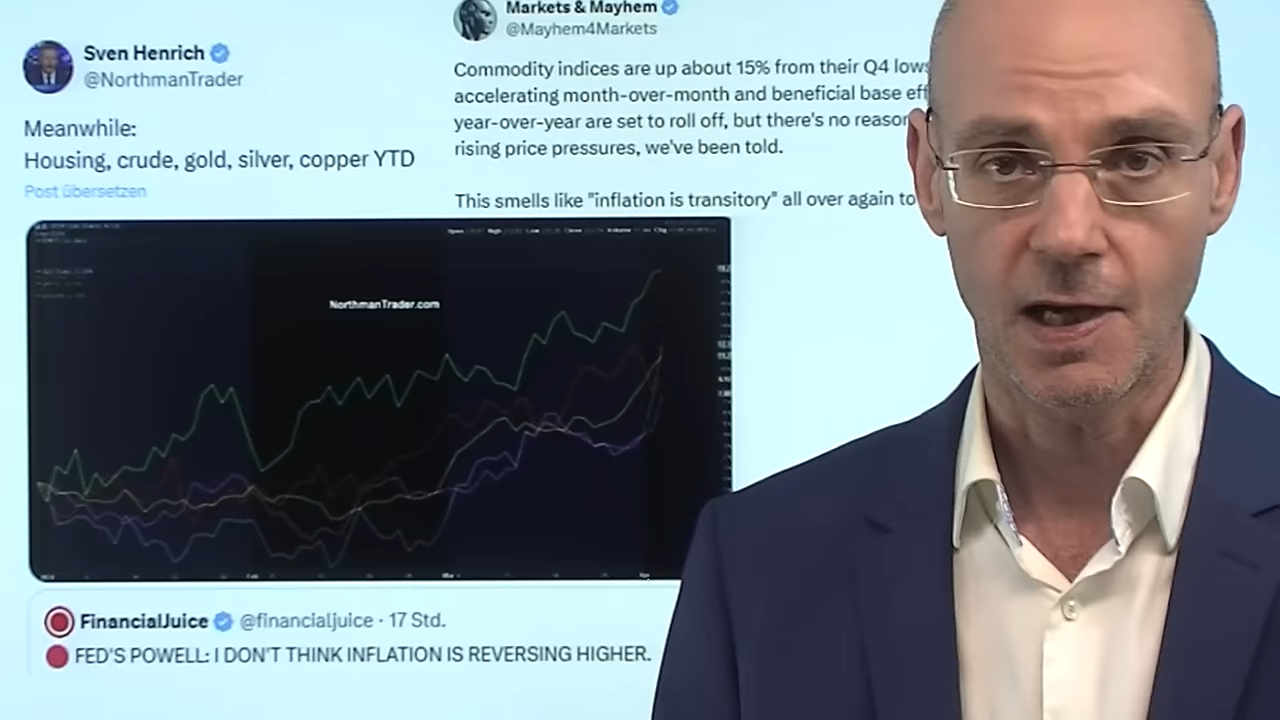 Sven Henrich
@NorthmanTrader
Meanwhile:
Housing, crude, gold, silver, copper YTD
Post übersetzen
NorthmanTrader.com
FinancialJuice @financialjuice · 17 Std.
FED'S POWELL: I DON'T THINK INFLATION IS REVERSING HIGHER.
Markets & Mayhem
@Mayhem4Markets
Commodity indices are up about 15% from their Q4 lows
accelerating month-over-month and beneficial base
year-over-year are set to roll off, but there's no
rising price pressures, we've been told.
This smells like "inflation is transitory" all over again to